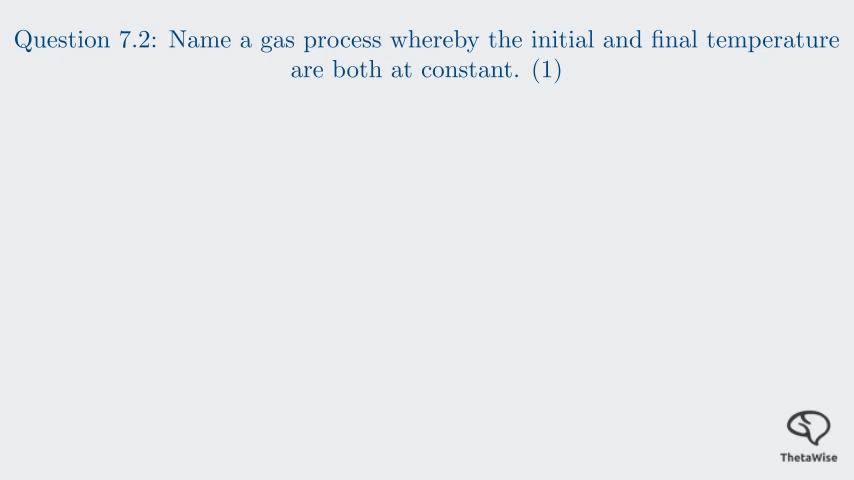 Question 7.2: Name a gas process whereby the initial and final temperature
are both at constant. (1)
ThetaWise